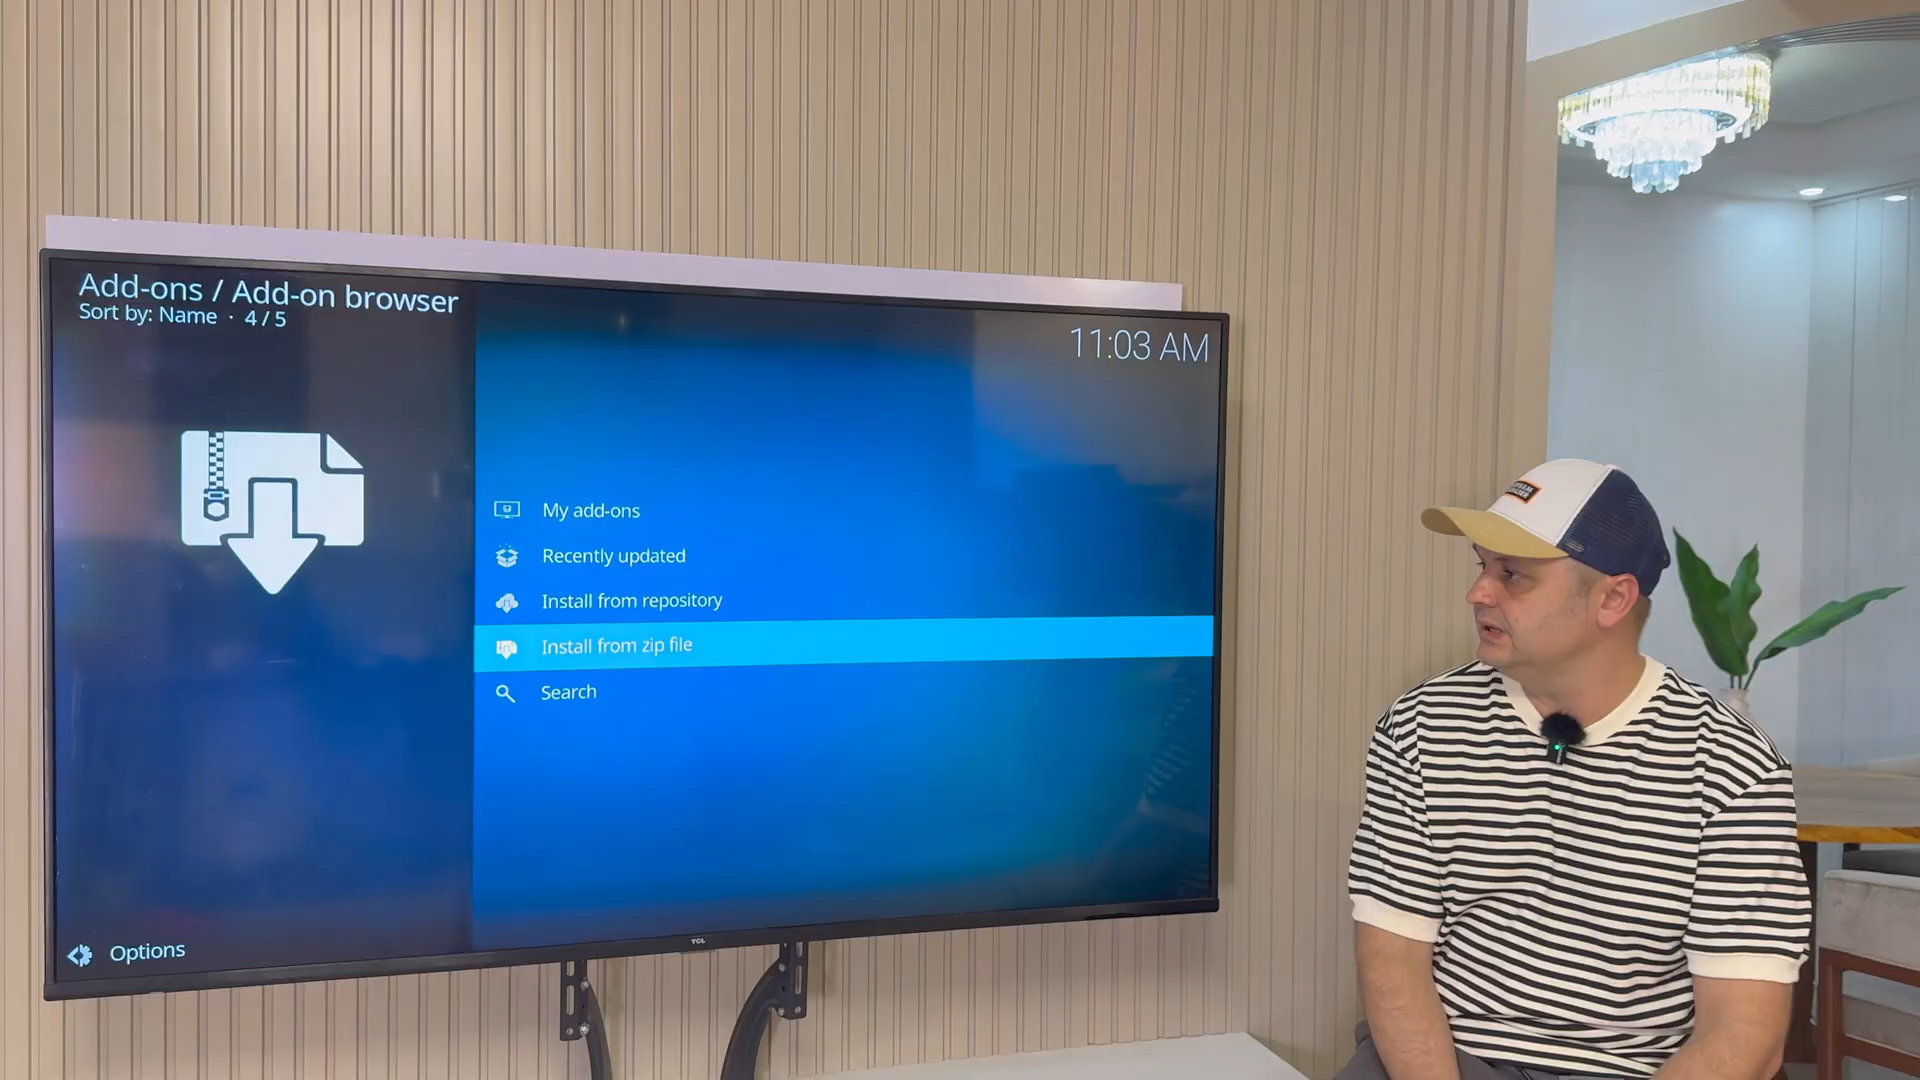 Add-ons / Add-on browser
Sort by: Name · 4 / 5
11:03 AM
My add-ons
Recently updated
Install from repository
Install from zip file
Search
Options
TCL